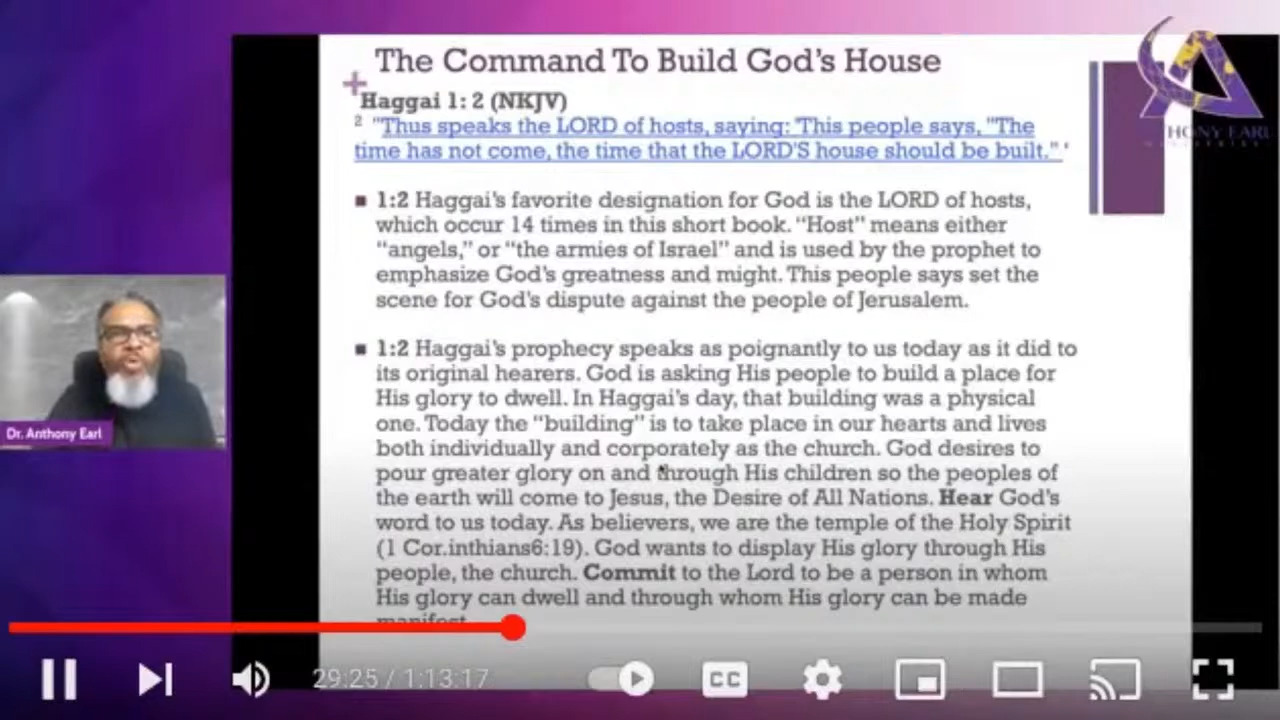 The Command To Build God's House
Haggai 1: 2 (NKJV)
2 "Thus speaks the LORD of hosts, saying: 'This people says, "The
time has not come, the time that the LORD'S house should be built." '
1:2 Haggai's favorite designation for God is the LORD of hosts,
which occur 14 times in this short book. "Host" means either
"angels," or "the armies of Israel" and is used by the prophet to
emphasize God's greatness and might. This people says set the
scene for God's dispute against the people of Jerusalem.
1:2 Haggai's prophecy speaks as poignantly to us today as it did to
its original hearers. God is asking His people to build a place for
His glory to dwell. In Haggai's day, that building was a physical
one. Today the "building" is to take place in our hearts and lives
both individually and corporately as the church. God desires to
pour greater glory on and through His children so the peoples of
the earth will come to Jesus, the Desire of All Nations. Hear God's
word to us today. As believers, we are the temple of the Holy Spirit
(1 Cor.inthians6:19). God wants to display His glory through His
people, the church. Commit to the Lord to be a person in whom
His glory can dwell and through whom His glory can be made
manifest.
HONY EARL
Dr. Anthony Earl
29:25 / 1:13:17
CC